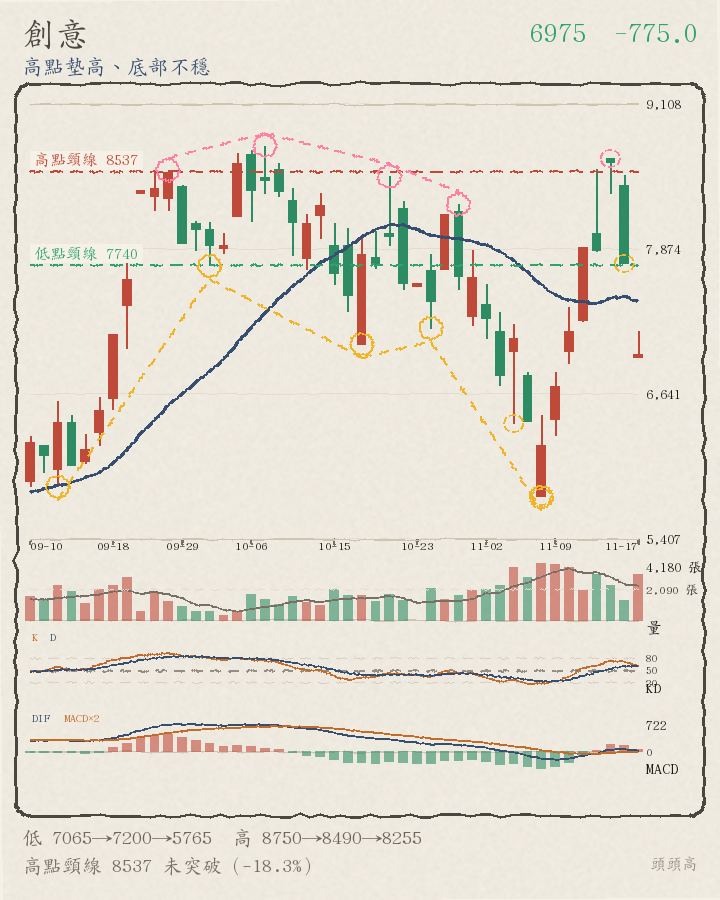 創意
6975 -775.0
高點墊高、底部不穩
9,108
高點頸線 8537
低點頸線 7740
7,874
6,641
5,407
09-10 09-18 09-29 10-06 10-15 10-23 11-02 11-09 11-17
4,180 張
2,090 張
量
K D
80
50
20
KD
DIF MACD×2
722
0
MACD
低 7065→7200→5765 高 8750→8490→8255
高點頸線 8537 未突破 (-18.3%)
頭頭高